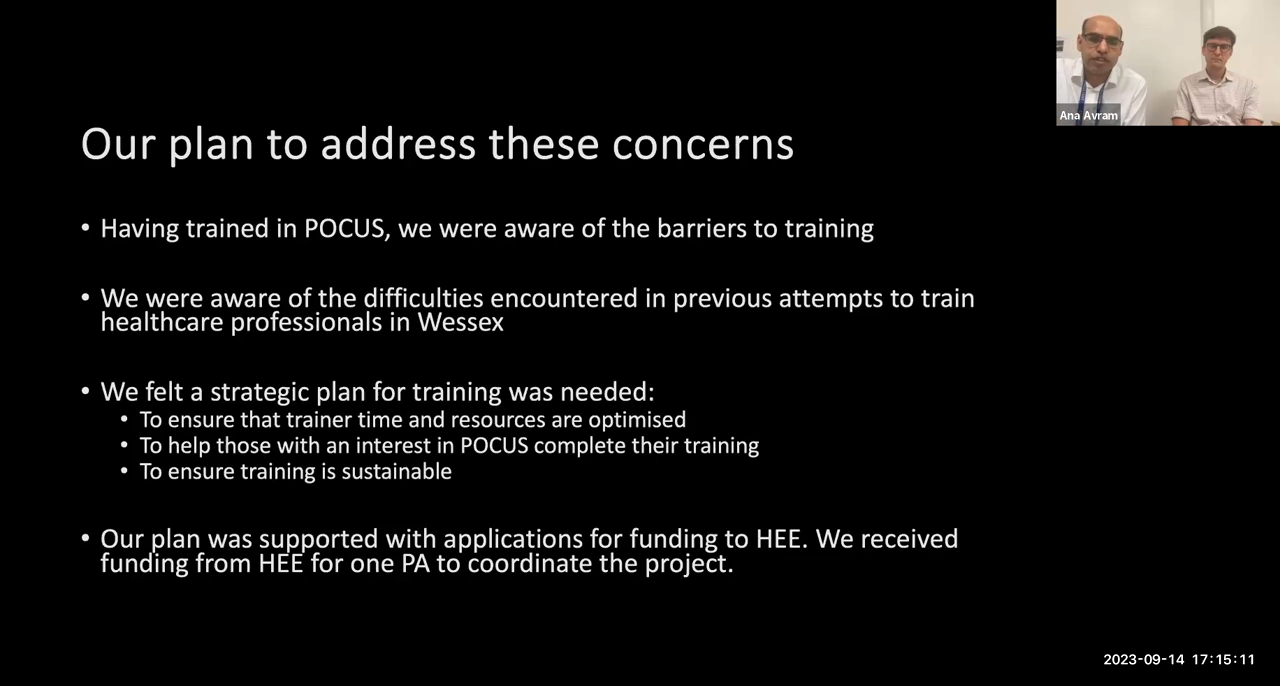 Ana Avram
Our plan to address these concerns
• Having trained in POCUS, we were aware of the barriers to training
• We were aware of the difficulties encountered in previous attempts to train
healthcare professionals in Wessex
• We felt a strategic plan for training was needed:
• To ensure that trainer time and resources are optimised
• To help those with an interest in POCUS complete their training
• To ensure training is sustainable
• Our plan was supported with applications for funding to HEE. We received
funding from HEE for one PA to coordinate the project.
2023-09-14 17:15:11